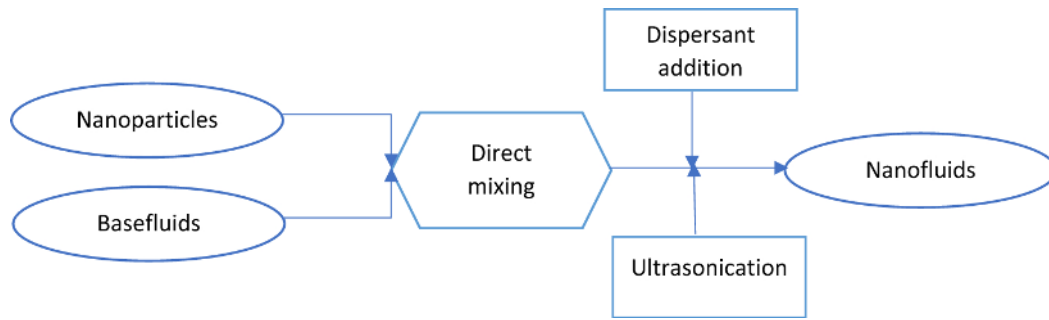 Nanoparticles
Basefluids
Direct
mixing
Dispersant
addition
Ultrasonication
Nanofluids